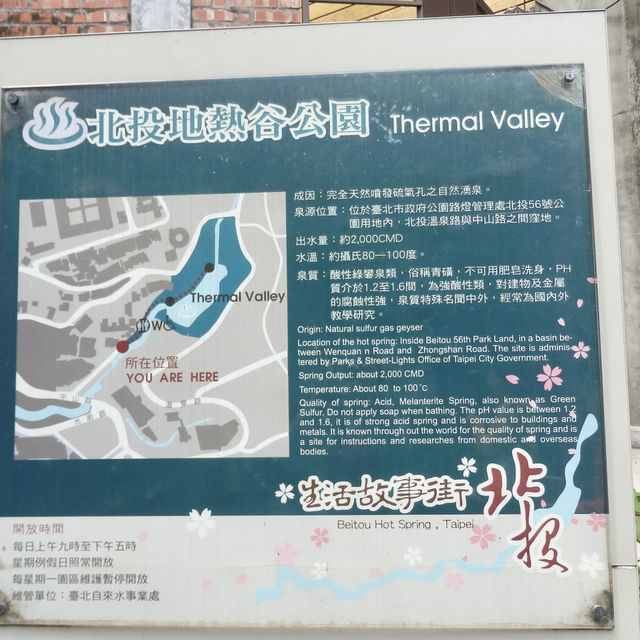 北投地熱谷公園 Thermal Valley
成因：完全天然噴發硫氣孔之自然湧泉。
泉源位置：位於臺北市政府公園路燈管理處北投56號公
園用地內，北投溫泉路與中山路之間窪地。
出水量：約2,000CMD
水溫：約攝氏80—100度。
泉質：酸性綠礬泉類，俗稱青磺，不可用肥皂洗身，PH
質介於1.2至1.6間，為強酸性類，對建物及金屬
的腐蝕性強，泉質特殊名聞中外，經常為國內外
教學研究。
Origin: Natural sulfur gas geyser
Location of the hot spring: Inside Beitou 56th Park Land, in a basin be-
tween Wenquan n Road and Zhongshan Road. The site is adminis-
tered by Parks & Street-Lights Office of Taipei City Government.
Spring Output: about 2,000 CMD
Temperature: About 80 to 100°c
Quality of spring: Acid, Melanterite Spring, also known as Green
Sulfur. Do not apply soap when bathing. The pH value is between 1.2
and 1.6, it is of strong acid spring and is corrosive to buildings and
metals. It is known through out the world for the quality of spring and is
a site for instructions and researches from domestic and overseas
bodies.
Thermal Valley
WC
所在位置
YOU ARE HERE
中山路
光明路
溫泉路
生活故事街 北投
Beitou Hot Spring , Taipei
開放時間
每日上午九時至下午五時
星期例假日照常開放
每星期一園區維護暫停開放
維管單位：臺北自來水事業處